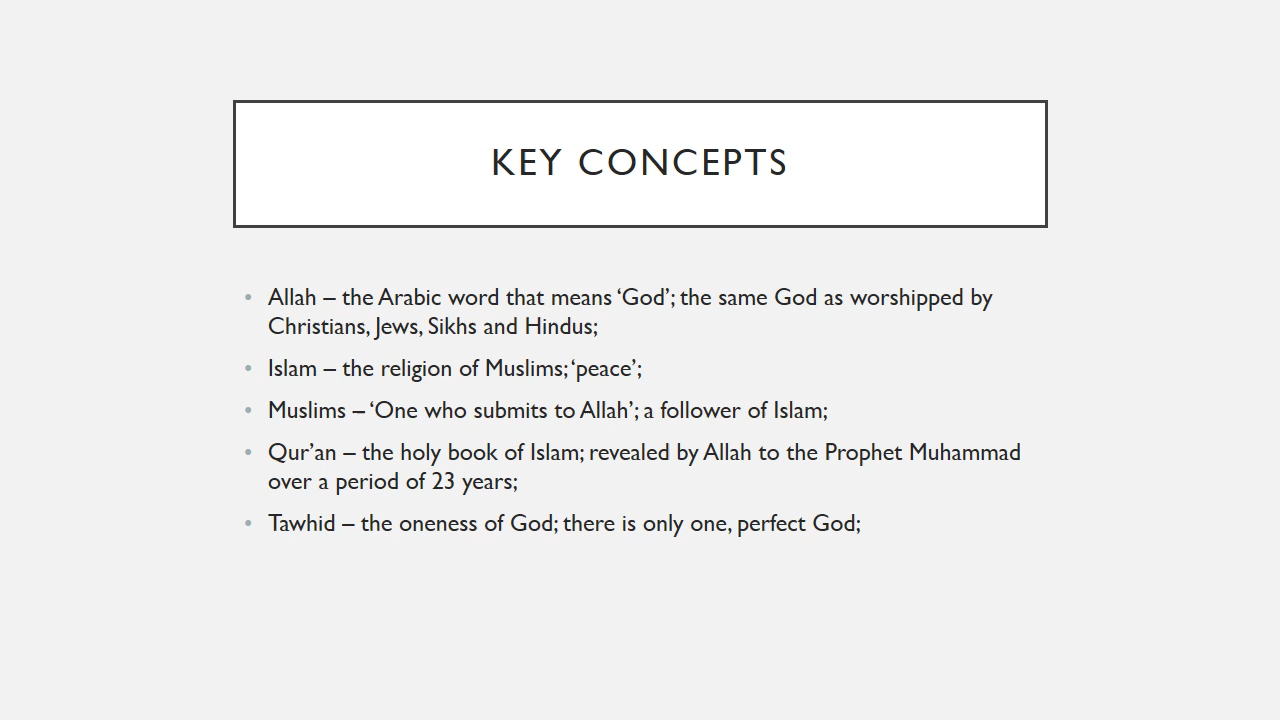 KEY CONCEPTS
• Allah – the Arabic word that means ‘God’; the same God as worshipped by
Christians, Jews, Sikhs and Hindus;
• Islam – the religion of Muslims; ‘peace’;
• Muslims – ‘One who submits to Allah’; a follower of Islam;
• Qur’an – the holy book of Islam; revealed by Allah to the Prophet Muhammad
over a period of 23 years;
• Tawhid – the oneness of God; there is only one, perfect God;